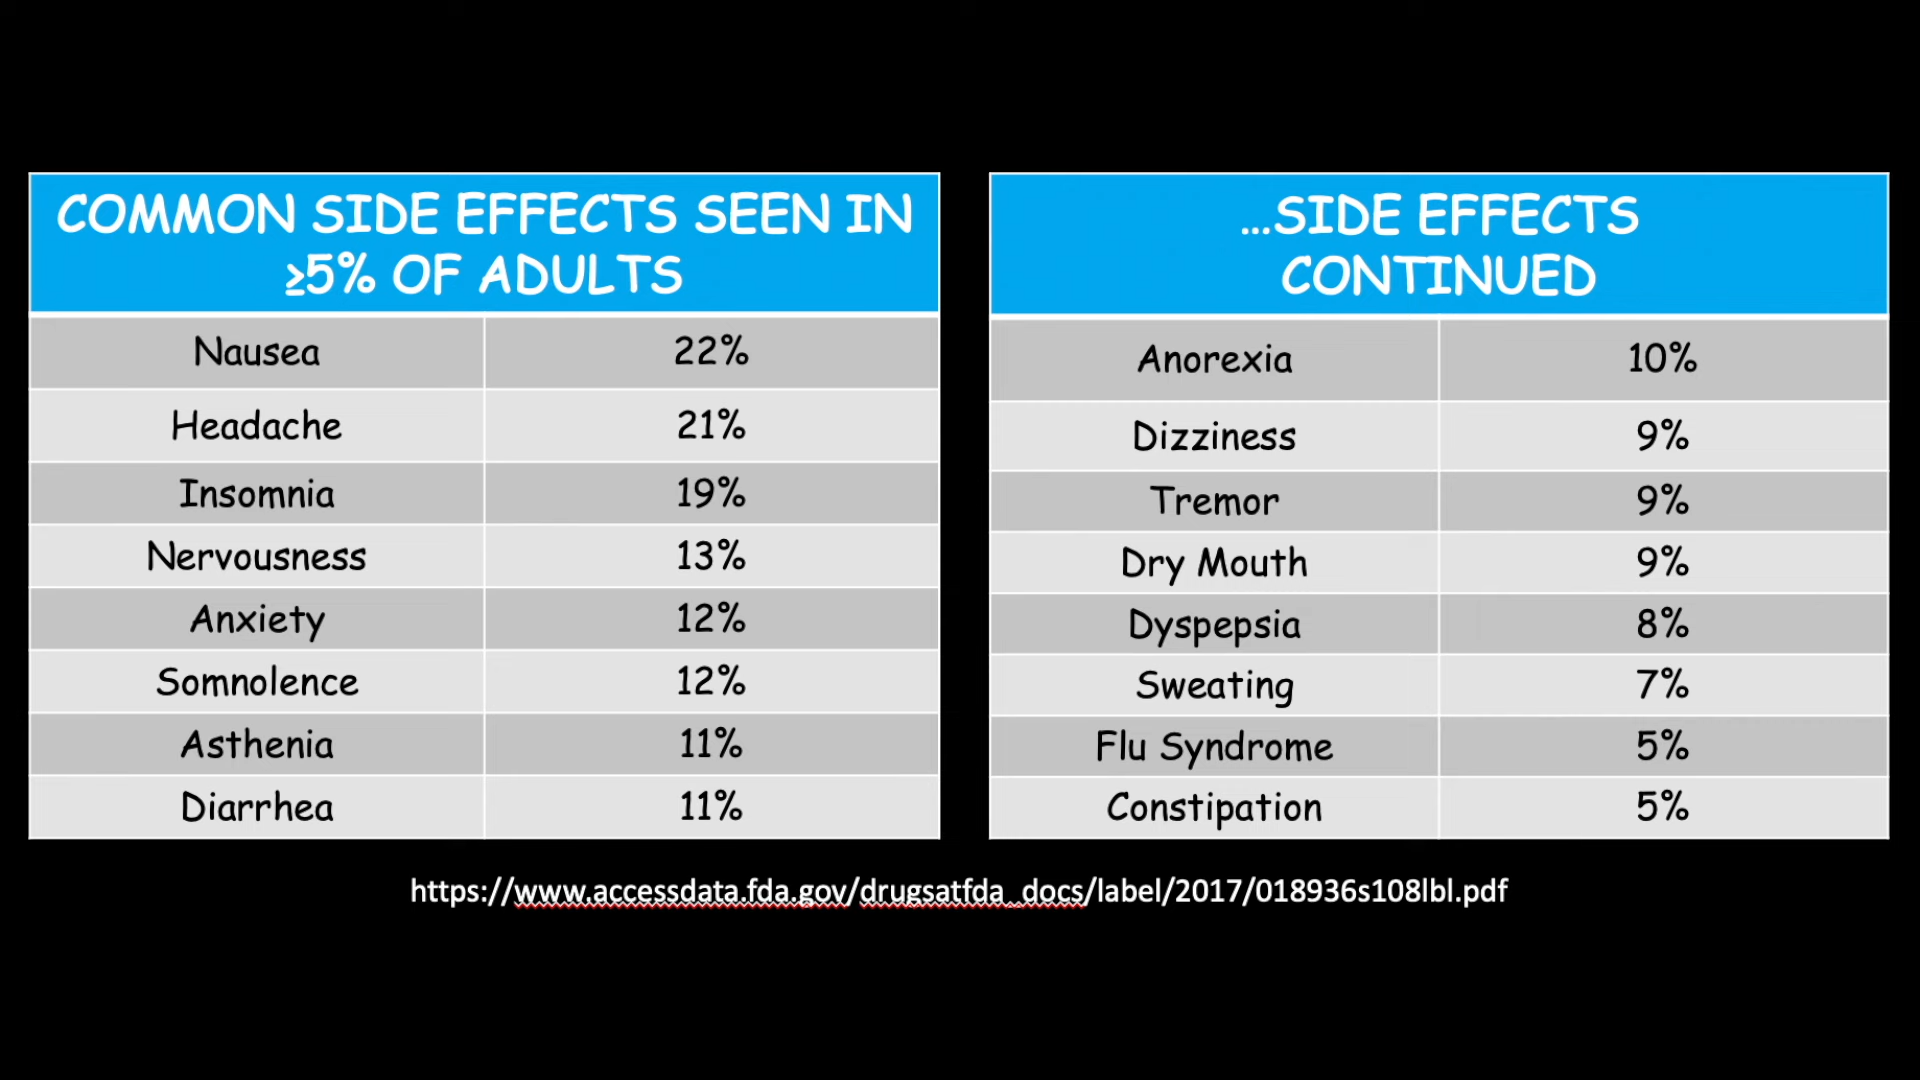 COMMON SIDE EFFECTS SEEN IN
≥5% OF ADULTS
Nausea 22%
Headache 21%
Insomnia 19%
Nervousness 13%
Anxiety 12%
Somnolence 12%
Asthenia 11%
Diarrhea 11%
...SIDE EFFECTS
CONTINUED
Anorexia 10%
Dizziness 9%
Tremor 9%
Dry Mouth 9%
Dyspepsia 8%
Sweating 7%
Flu Syndrome 5%
Constipation 5%
https://www.accessdata.fda.gov/drugsatfda_docs/label/2017/018936s108lbl.pdf